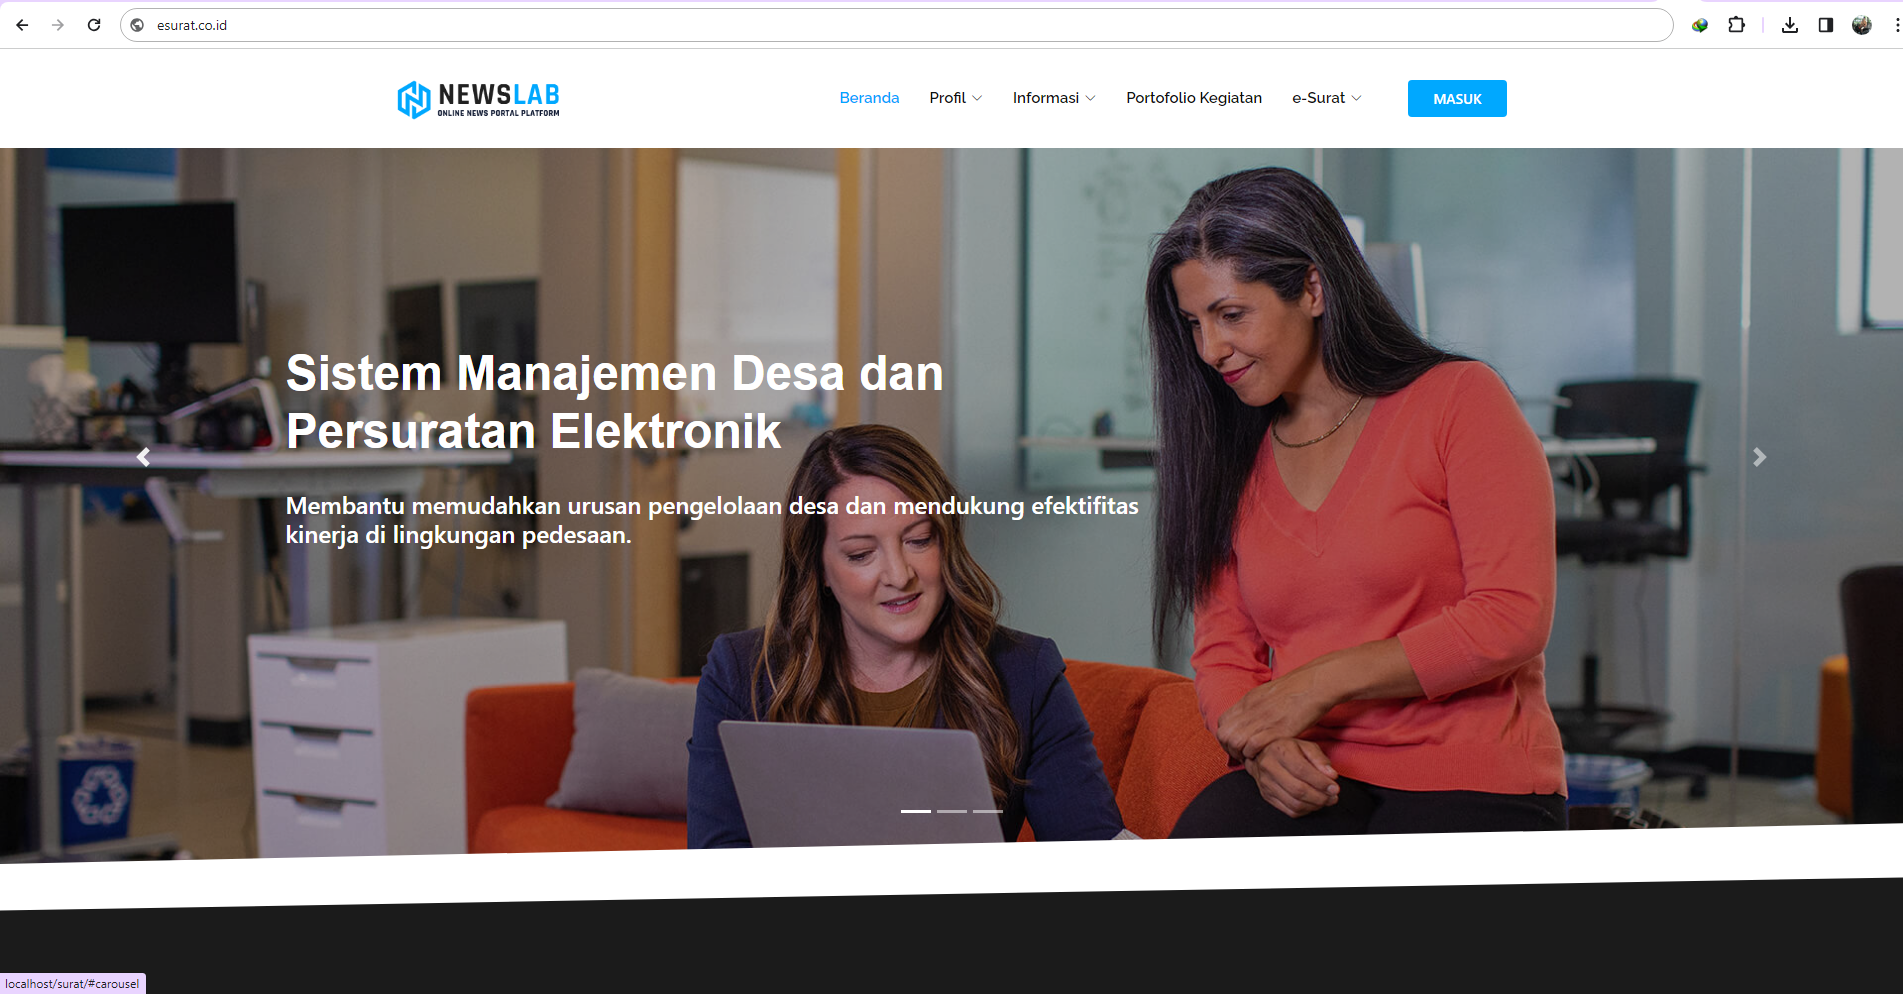 esurat.co.id
NEWSLAB
ONLINE NEWS PORTAL PLATFORM
Beranda
Profil
Informasi
Portofolio Kegiatan
e-Surat
MASUK
Sistem Manajemen Desa dan
Persuratan Elektronik
Membantu memudahkan urusan pengelolaan desa dan mendukung efektifitas
kinerja di lingkungan pedesaan.
localhost/surat/#carousel